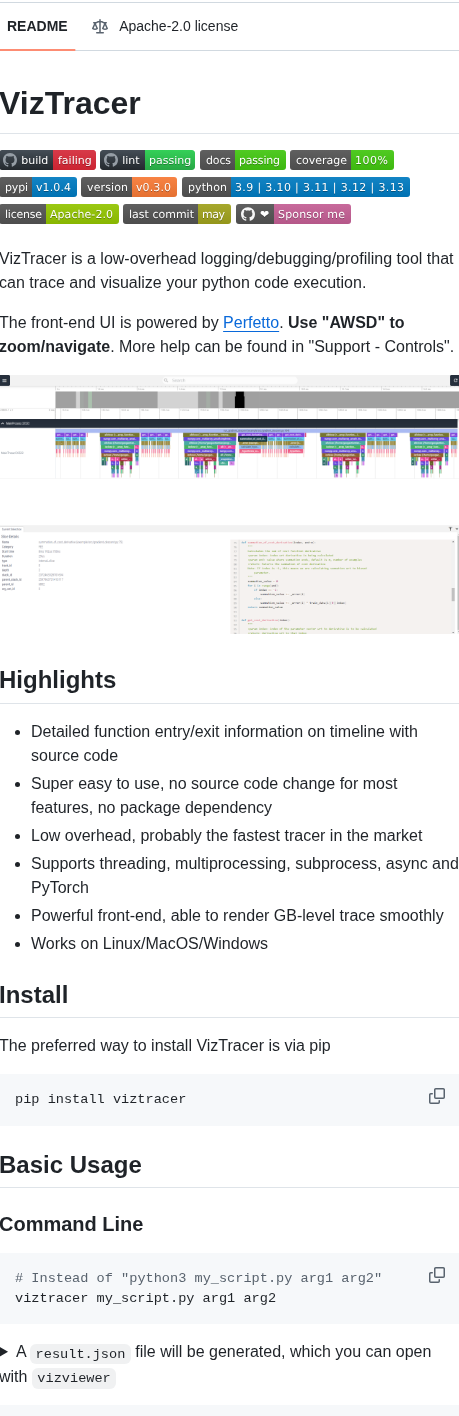 README
Apache-2.0 license
VizTracer
build failing lint passing docs passing coverage 100%
pypi v1.0.4 version v0.3.0 python 3.9 | 3.10 | 3.11 | 3.12 | 3.13
license Apache-2.0 last commit may ❤ Sponsor me
VizTracer is a low-overhead logging/debugging/profiling tool that
can trace and visualize your python code execution.
The front-end UI is powered by Perfetto. Use "AWSD" to
zoom/navigate. More help can be found in "Support - Controls".
Highlights
• Detailed function entry/exit information on timeline with
source code
• Super easy to use, no source code change for most
features, no package dependency
• Low overhead, probably the fastest tracer in the market
• Supports threading, multiprocessing, subprocess, async and
PyTorch
• Powerful front-end, able to render GB-level trace smoothly
• Works on Linux/MacOS/Windows
Install
The preferred way to install VizTracer is via pip
pip install viztracer
Basic Usage
Command Line
# Instead of "python3 my_script.py arg1 arg2"
viztracer my_script.py arg1 arg2
A result.json file will be generated, which you can open
with vizviewer